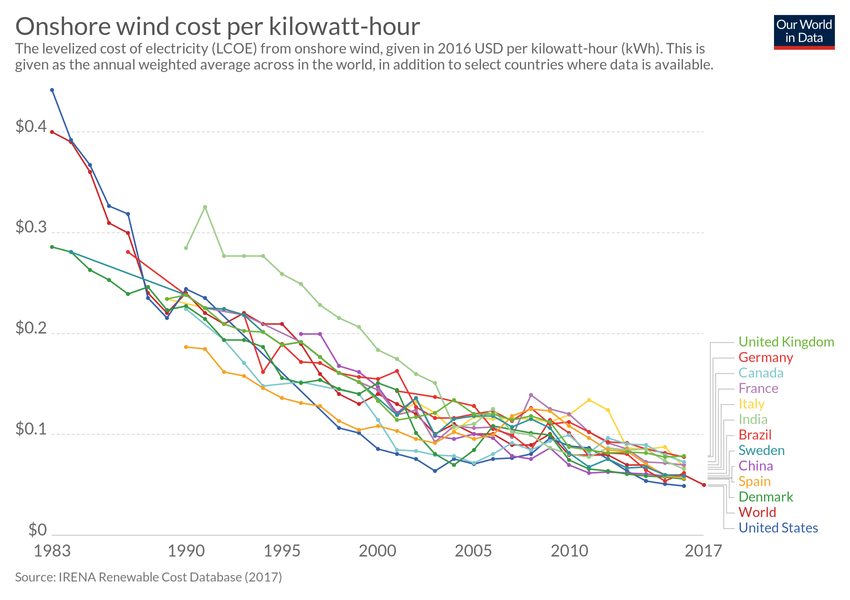 Onshore wind cost per kilowatt-hour
Our World
in Data
The levelized cost of electricity (LCOE) from onshore wind, given in 2016 USD per kilowatt-hour (kWh). This is
given as the annual weighted average across in the world, in addition to select countries where data is available.
$0.4
$0.3
$0.2
$0.1
$0
1983
1990
1995
2000
2005
2010
2017
United Kingdom
Germany
Canada
France
Italy
India
Brazil
Sweden
China
Spain
Denmark
World
United States
Source: IRENA Renewable Cost Database (2017)